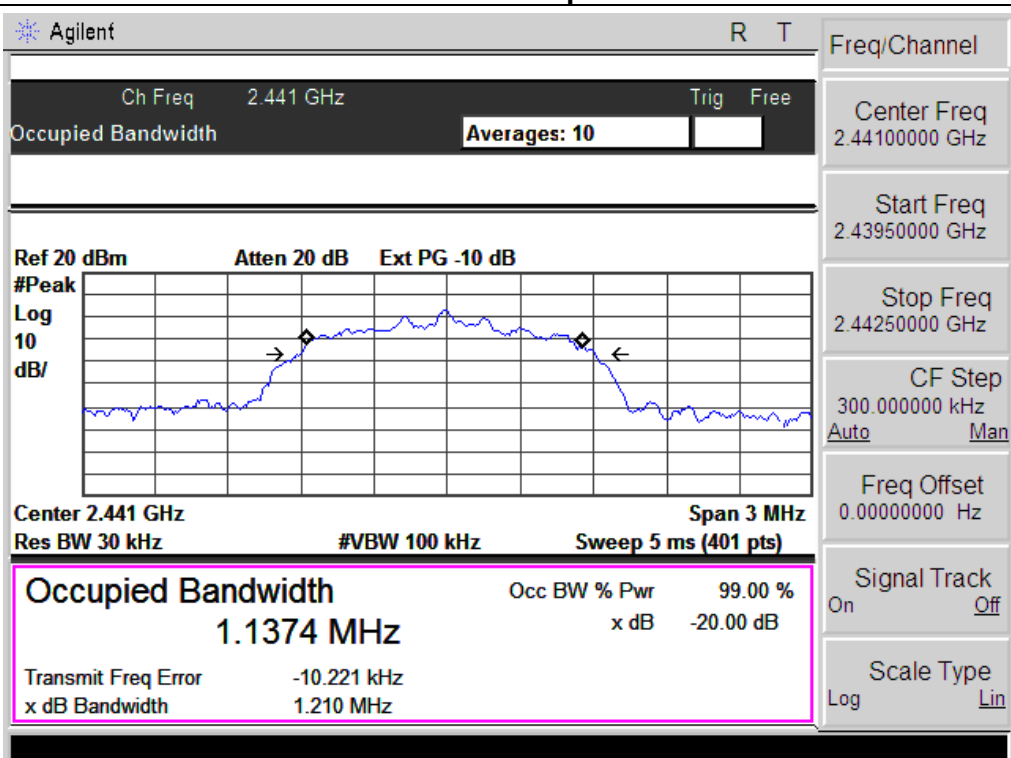 Agilent R T
Ch Freq 2.441 GHz Trig Free
Occupied Bandwidth Averages: 10
Ref 20 dBm Atten 20 dB Ext PG -10 dB
#Peak
Log
10
dB/
Center 2.441 GHz Span 3 MHz
Res BW 30 kHz #VBW 100 kHz Sweep 5 ms (401 pts)
Occupied Bandwidth Occ BW % Pwr 99.00 %
1.1374 MHz x dB -20.00 dB
Transmit Freq Error -10.221 kHz
x dB Bandwidth 1.210 MHz
Freq/Channel
Center Freq
2.44100000 GHz
Start Freq
2.43950000 GHz
Stop Freq
2.44250000 GHz
CF Step
300.000000 kHz
Auto Man
Freq Offset
0.00000000 Hz
Signal Track
On Off
Scale Type
Log Lin